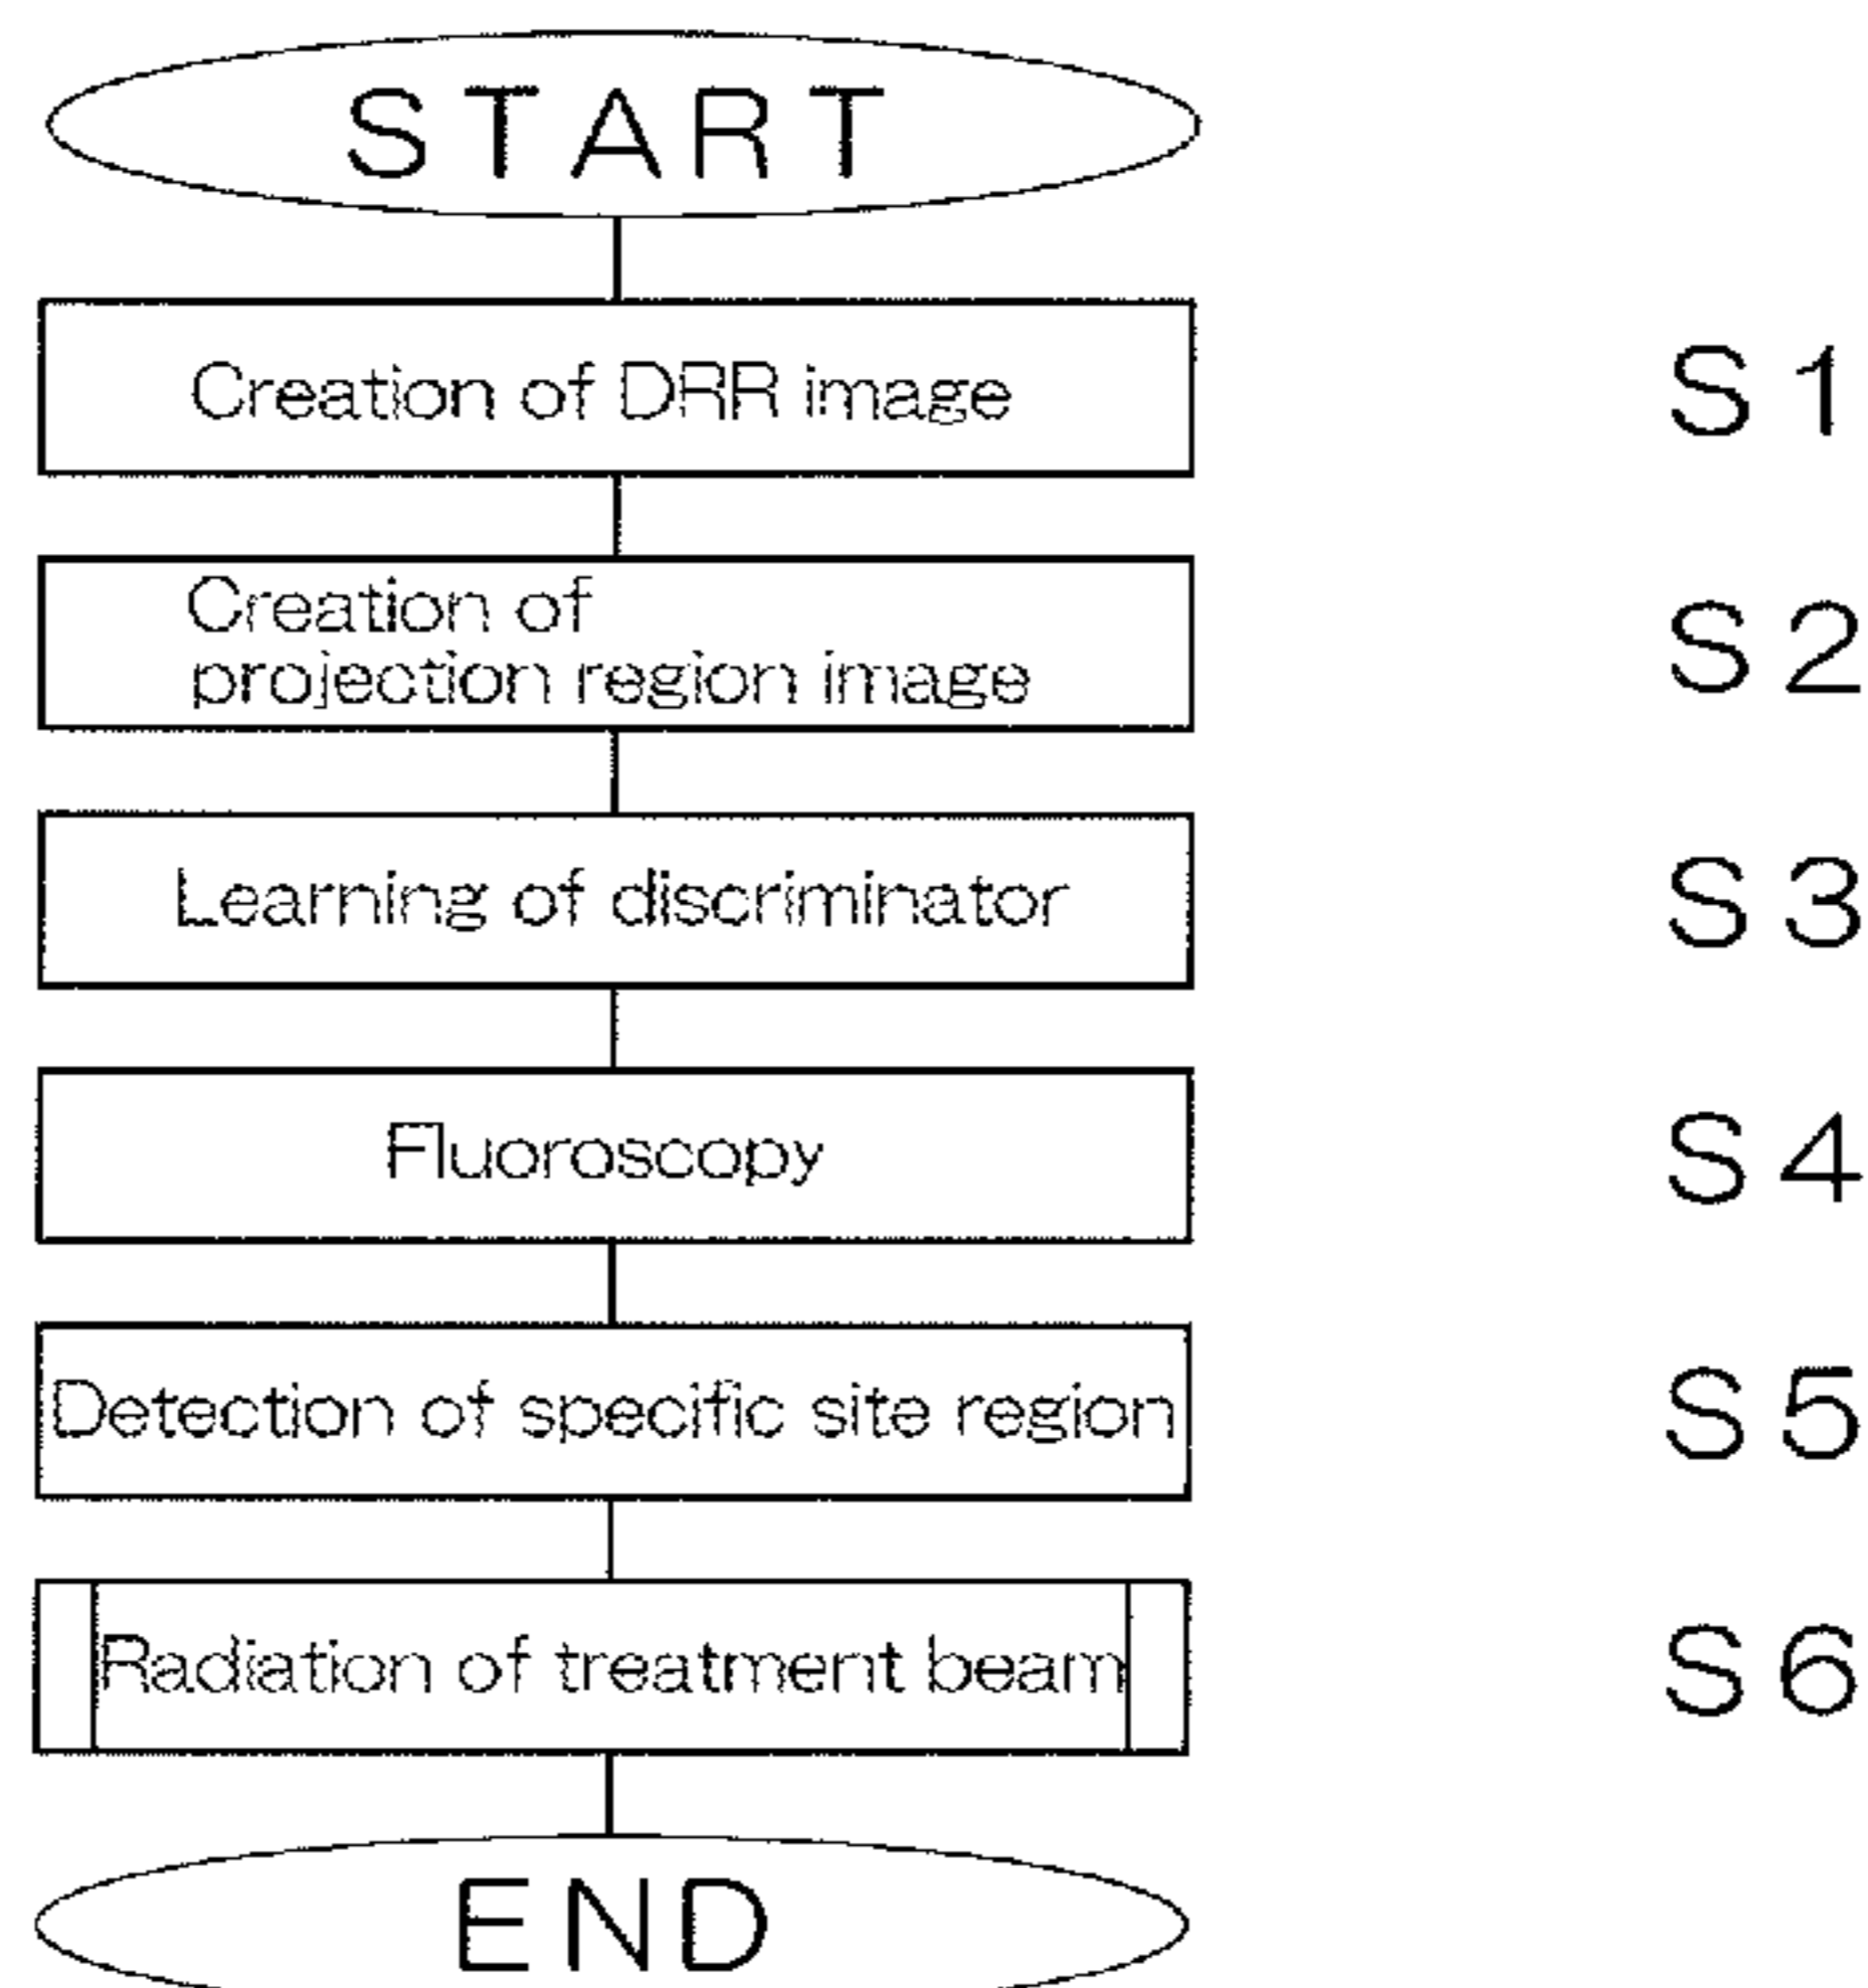 START
Creation of DRR image S1
Creation of
projection region image S2
Learning of discriminator S3
Fluoroscopy S4
Detection of specific site region S5
Radiation of treatment beam S6
END